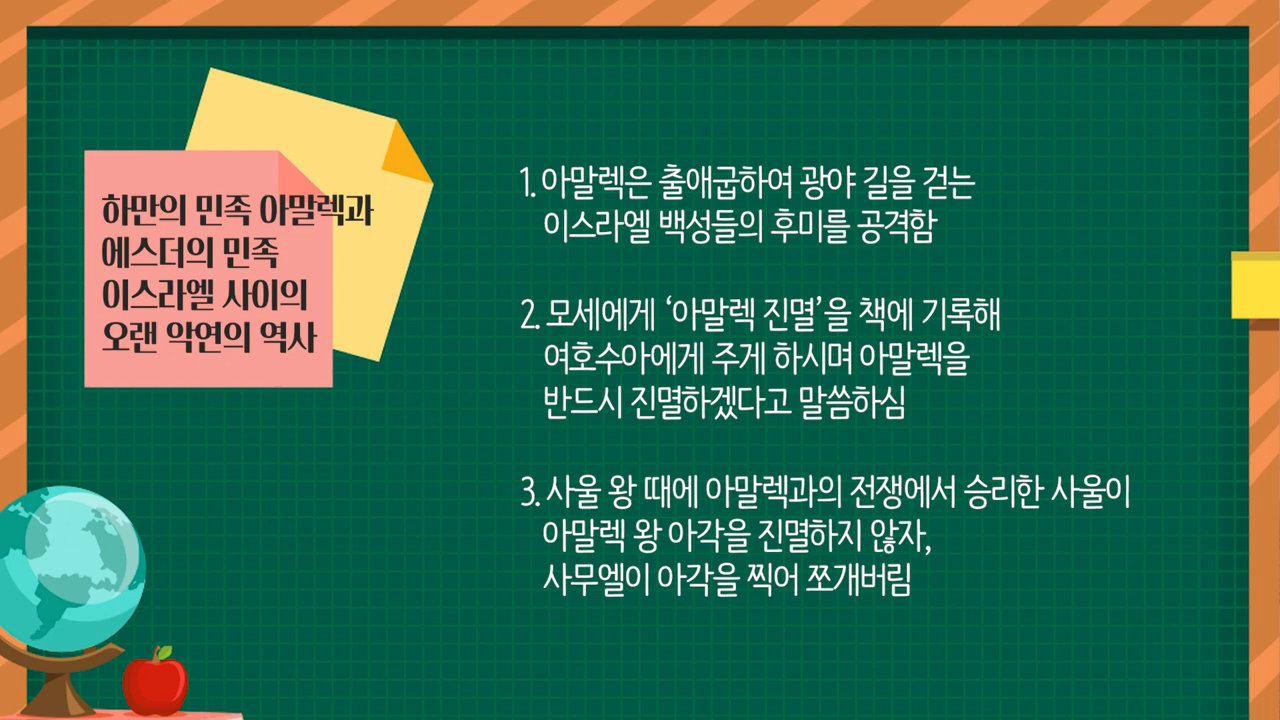 하만의 민족 아말렉과
에스더의 민족
이스라엘 사이의
오랜 악연의 역사
1. 아말렉은 출애굽하여 광야 길을 걷는
이스라엘 백성들의 후미를 공격함
2. 모세에게 ‘아말렉 진멸’을 책에 기록해
여호수아에게 주게 하시며 아말렉을
반드시 진멸하겠다고 말씀하심
3. 사울 왕 때에 아말렉과의 전쟁에서 승리한 사울이
아말렉 왕 아각을 진멸하지 않자,
사무엘이 아각을 찍어 쪼개버림